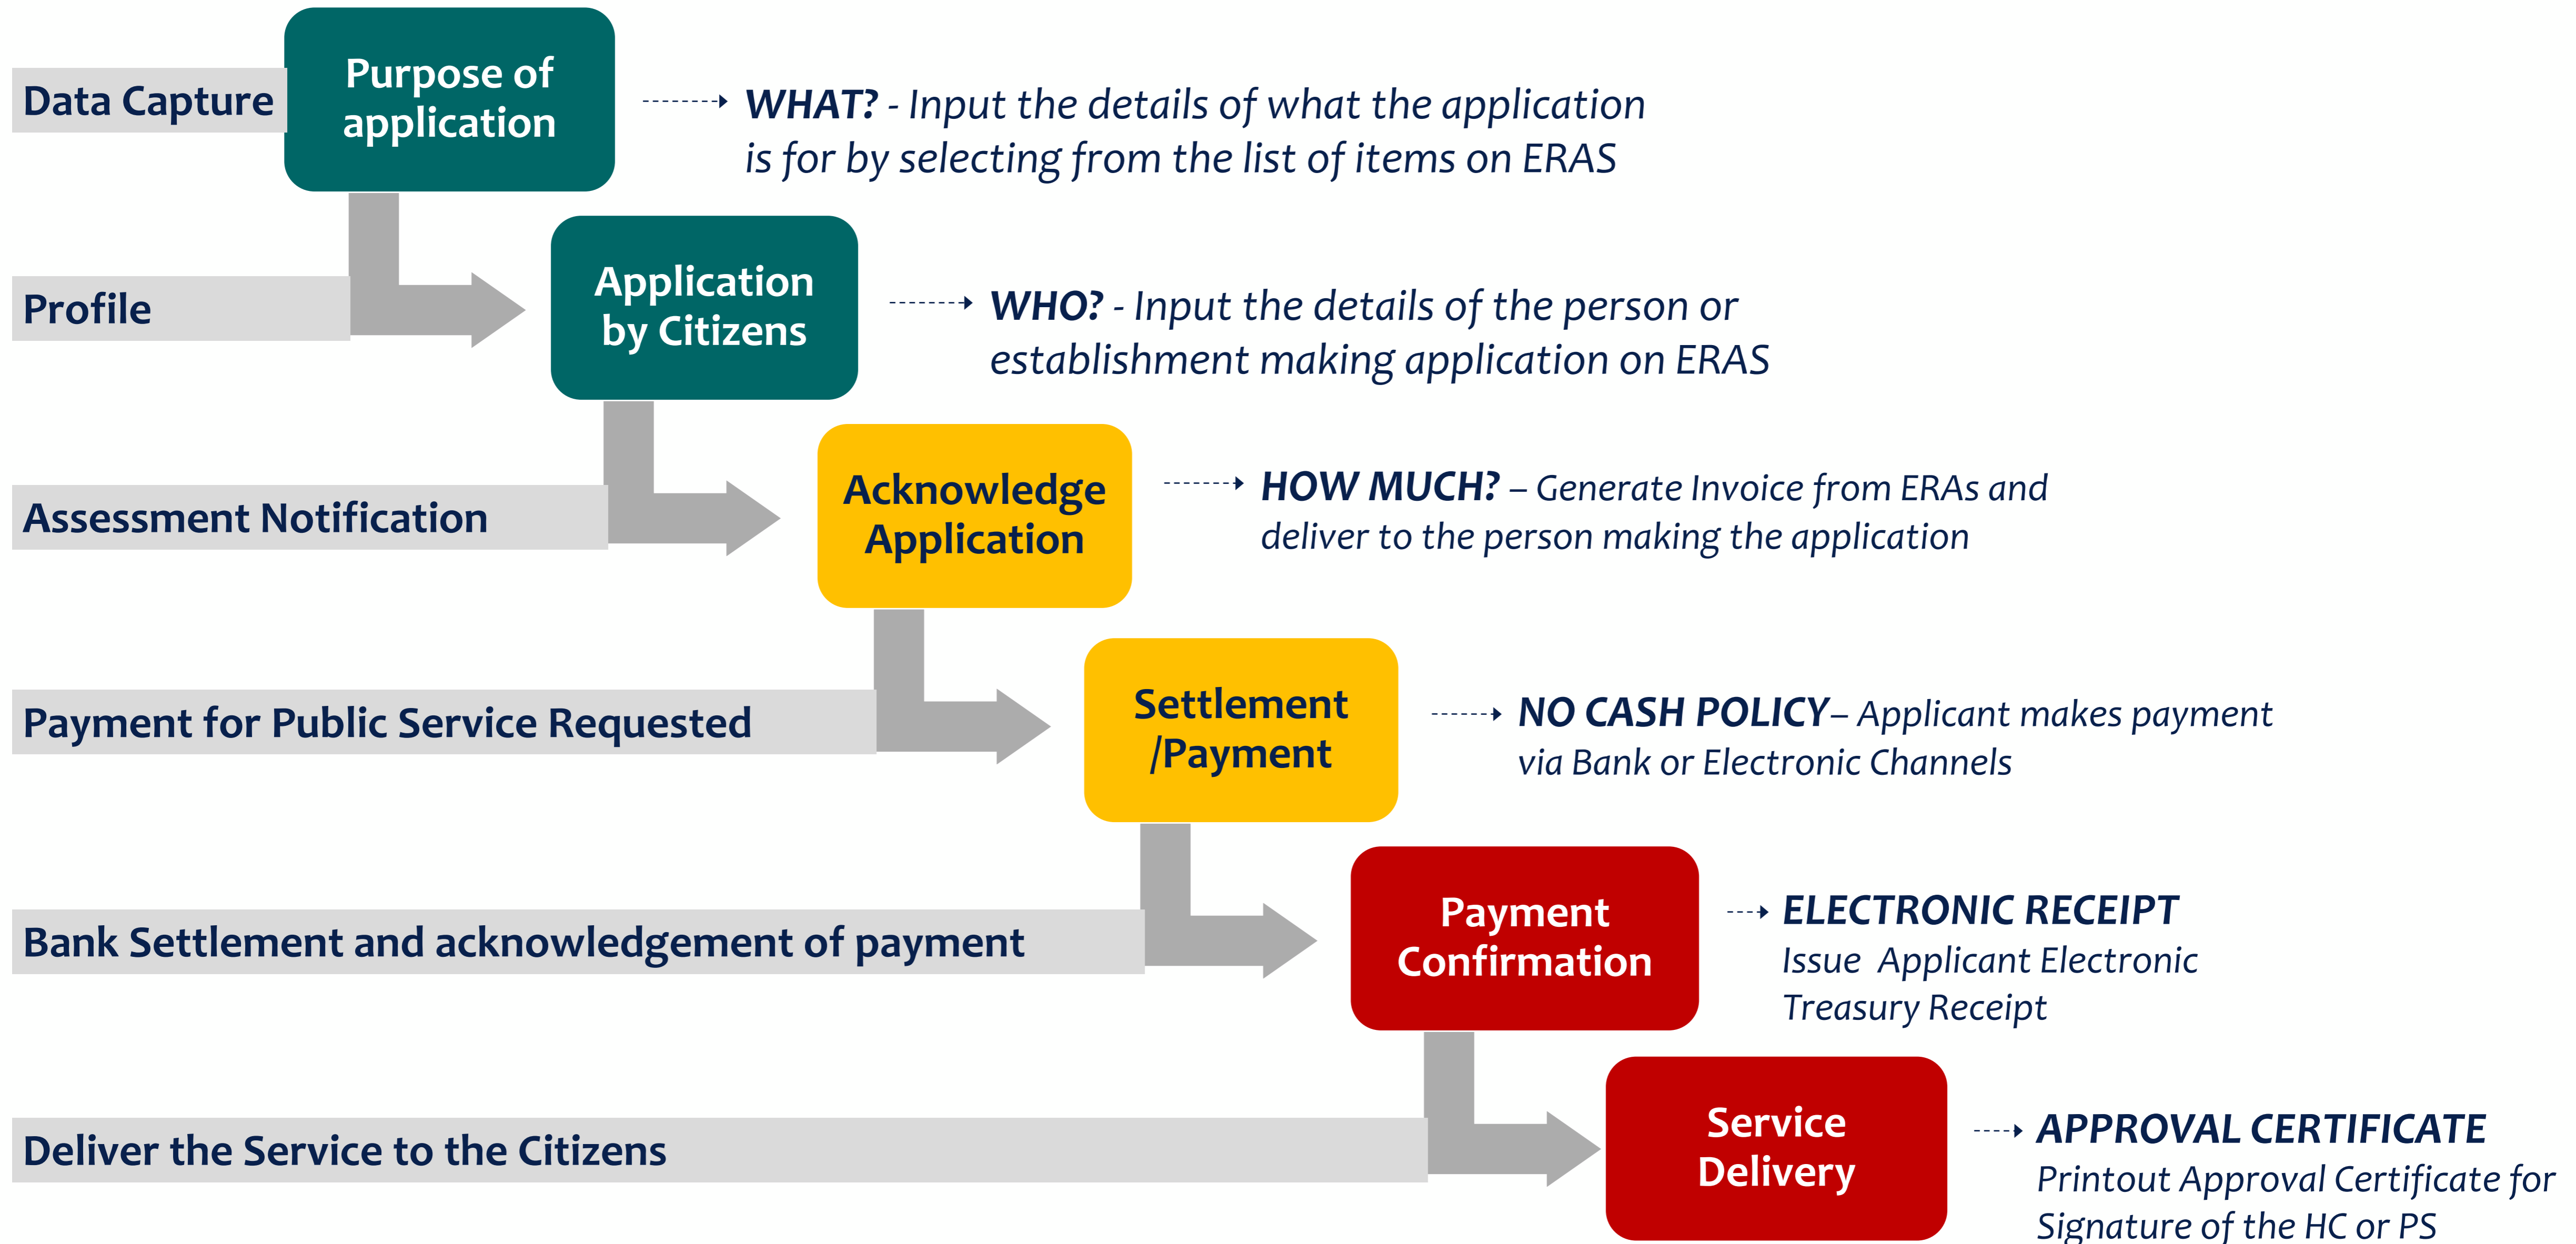 Data Capture
Purpose of
application
WHAT? - Input the details of what the application
is for by selecting from the list of items on ERAS
Profile
Application
by Citizens
WHO? - Input the details of the person or
establishment making application on ERAS
Assessment Notification
Acknowledge
Application
HOW MUCH? – Generate Invoice from ERAs and
deliver to the person making the application
Payment for Public Service Requested
Settlement
/Payment
NO CASH POLICY– Applicant makes payment
via Bank or Electronic Channels
Bank Settlement and acknowledgement of payment
Payment
Confirmation
ELECTRONIC RECEIPT
Issue Applicant Electronic
Treasury Receipt
Deliver the Service to the Citizens
Service
Delivery
APPROVAL CERTIFICATE
Printout Approval Certificate for
Signature of the HC or PS